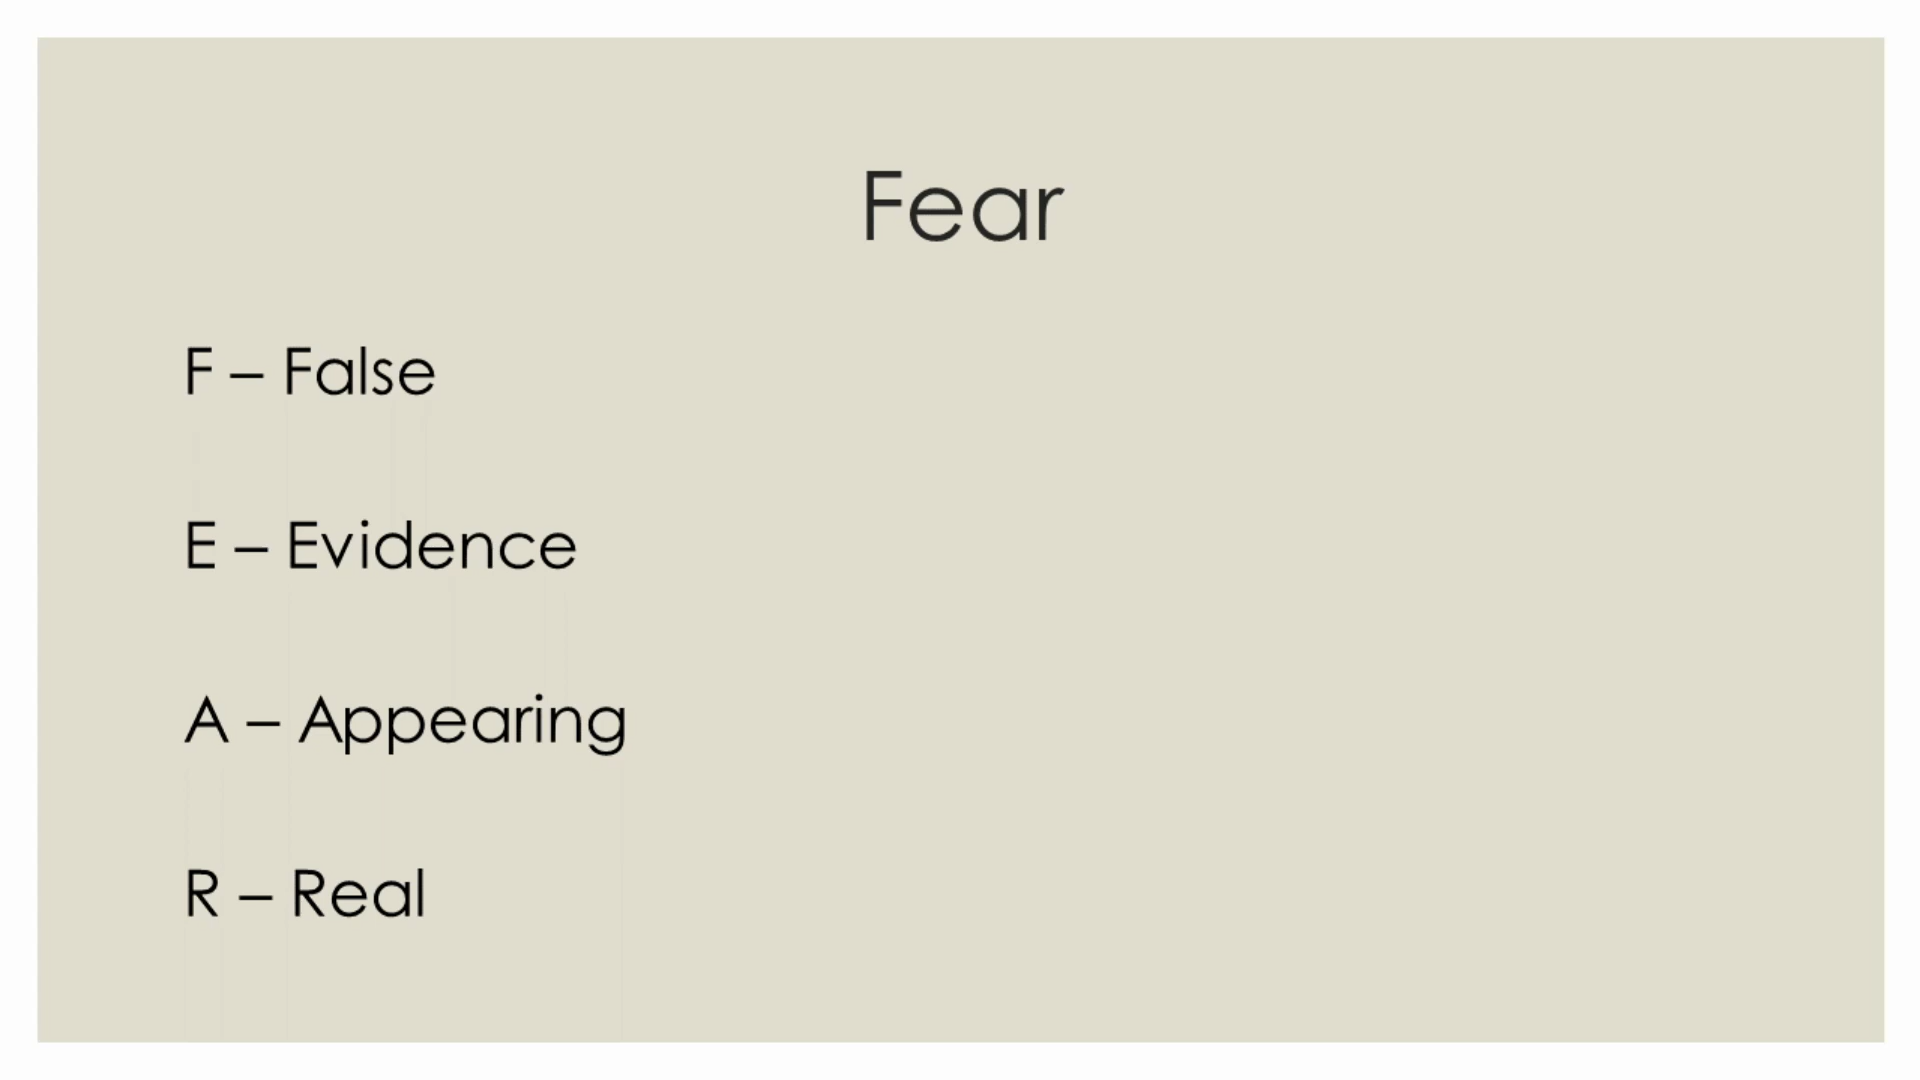 Fear
F – False
E – Evidence
A – Appearing
R – Real